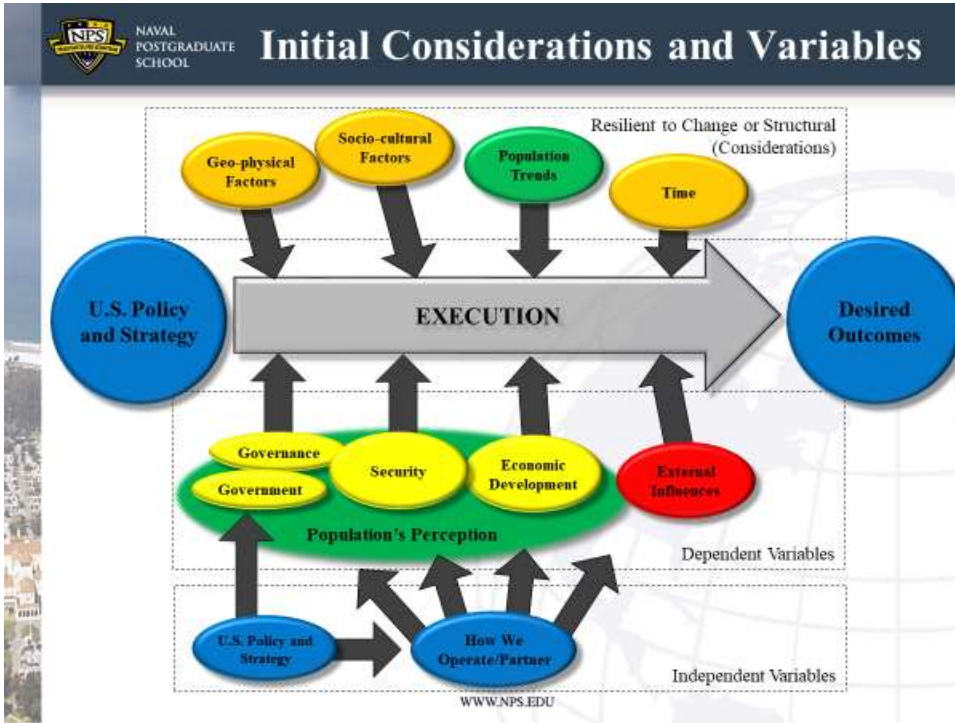 NPS
NAVAL
POSTGRADUATE
SCHOOL
Initial Considerations and Variables
Resilient to Change or Structural
(Considerations)
Geo-physical
Factors
Socio-cultural
Factors
Population
Trends
Time
U.S. Policy
and Strategy
EXECUTION
Desired
Outcomes
Governance
Government
Security
Economic
Development
External
Influences
Population's Perception
Dependent Variables
U.S. Policy and
Strategy
How We
Operate/Partner
Independent Variables
WWW.NPS.EDU